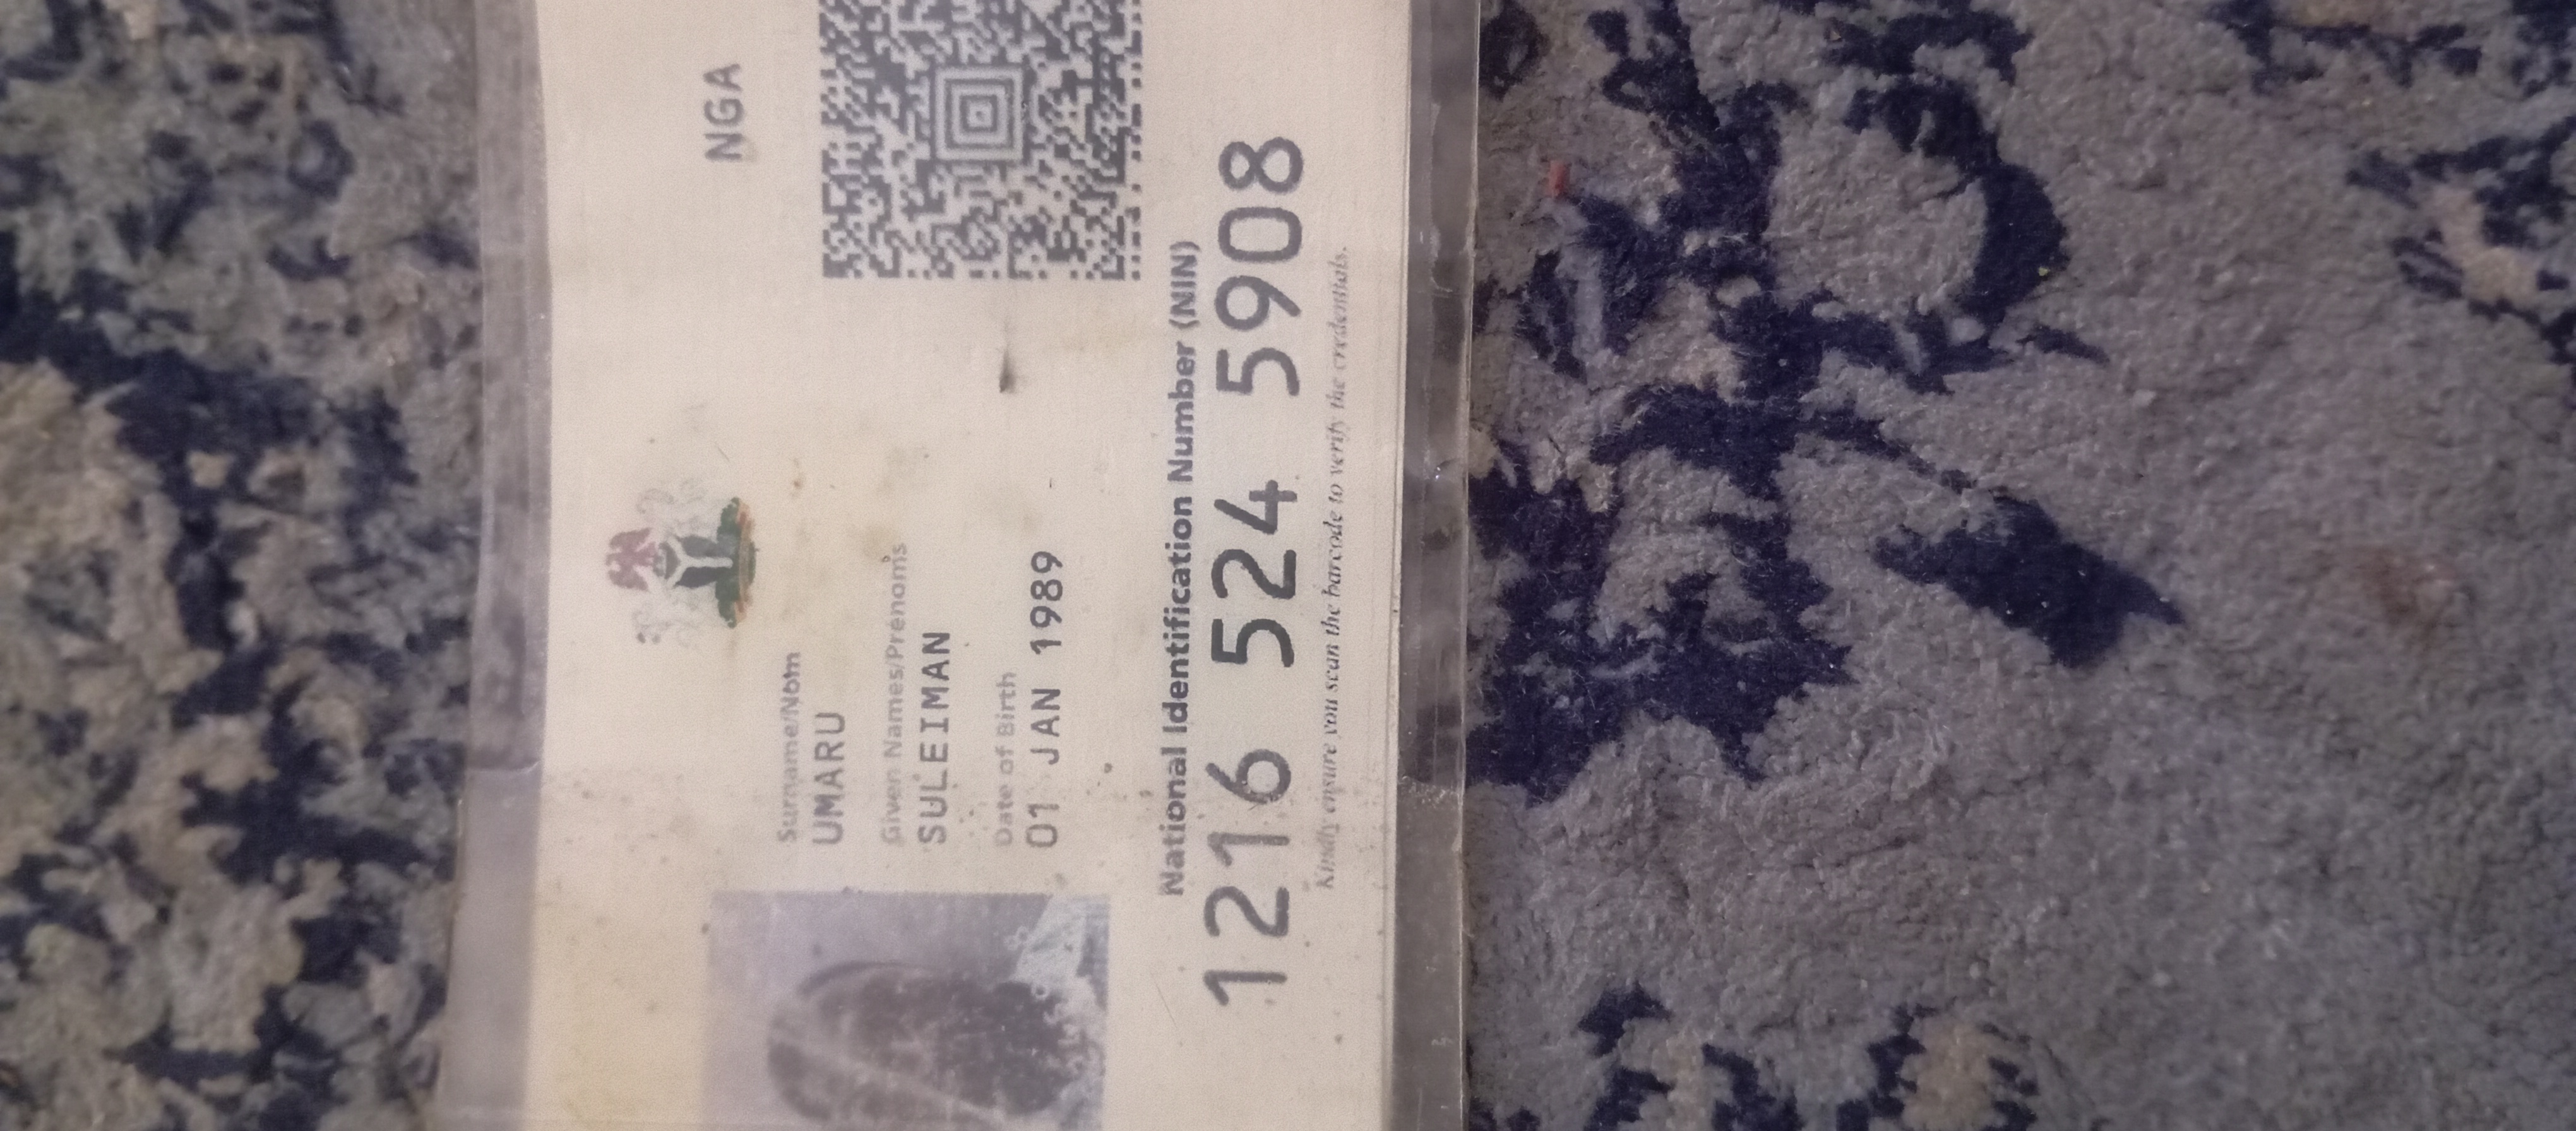 NGA
Surname/Nom
UMARU
Given Names/Prenoms
SULEIMAN
Date of Birth
01 JAN 1989
National Identification Number (NIN)
1216 524 5908
Kindly ensure you scan the barcode to verify the credentials.